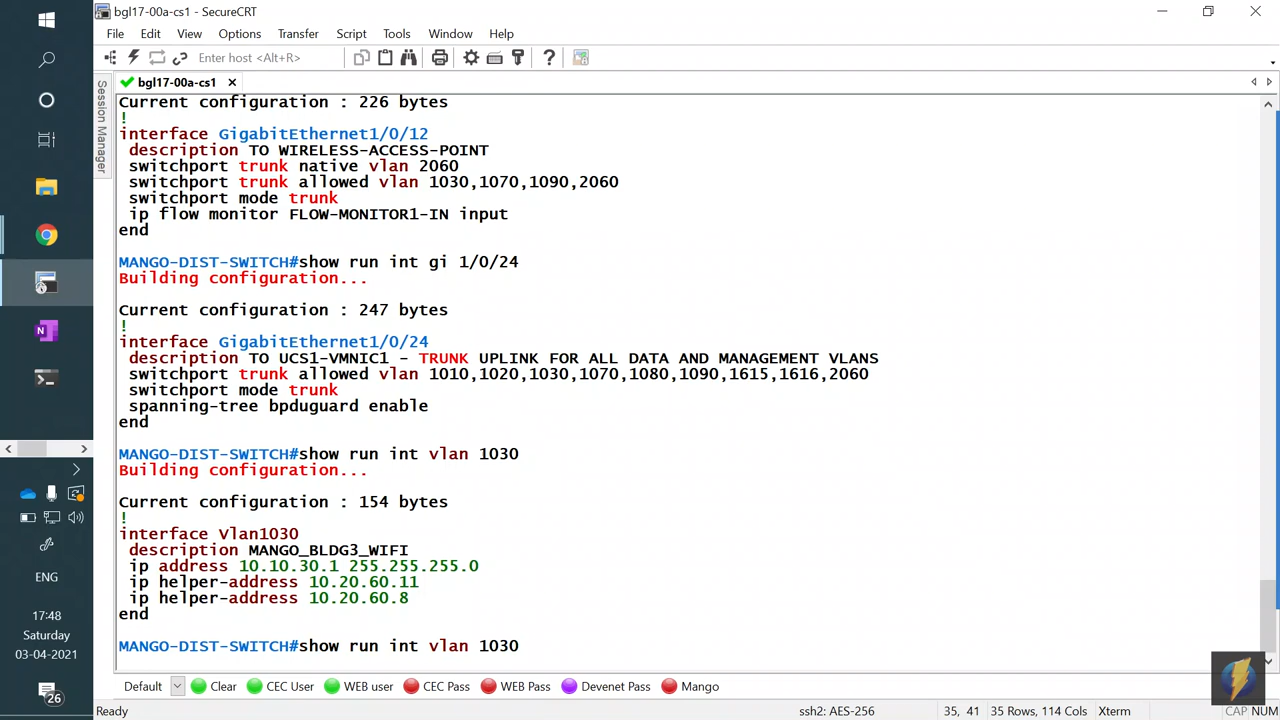 bgl17-00a-cs1 - SecureCRT
File Edit View Options Transfer Script Tools Window Help
Enter host <Alt+R>
bgl17-00a-cs1
Session Manager
Current configuration : 226 bytes
!
interface GigabitEthernet1/0/12
description TO WIRELESS-ACCESS-POINT
switchport trunk native vlan 2060
switchport trunk allowed vlan 1030,1070,1090,2060
switchport mode trunk
ip flow monitor FLOW-MONITOR1-IN input
end
MANGO-DIST-SWITCH#show run int gi 1/0/24
Building configuration...
Current configuration : 247 bytes
!
interface GigabitEthernet1/0/24
description TO UCS1-VMNIC1 - TRUNK UPLINK FOR ALL DATA AND MANAGEMENT VLANS
switchport trunk allowed vlan 1010,1020,1030,1070,1080,1090,1615,1616,2060
switchport mode trunk
spanning-tree bpduguard enable
end
MANGO-DIST-SWITCH#show run int vlan 1030
Building configuration...
Current configuration : 154 bytes
!
interface Vlan1030
description MANGO_BLDG3_WIFI
ip address 10.10.30.1 255.255.255.0
ip helper-address 10.20.60.11
ip helper-address 10.20.60.8
end
MANGO-DIST-SWITCH#show run int vlan 1030
Default Clear CEC User WEB user CEC Pass WEB Pass Devenet Pass Mango
Ready ssh2: AES-256 35, 41 35 Rows, 114 Cols Xterm CAP NUM
N
ENG
17:48
Saturday
03-04-2021
26